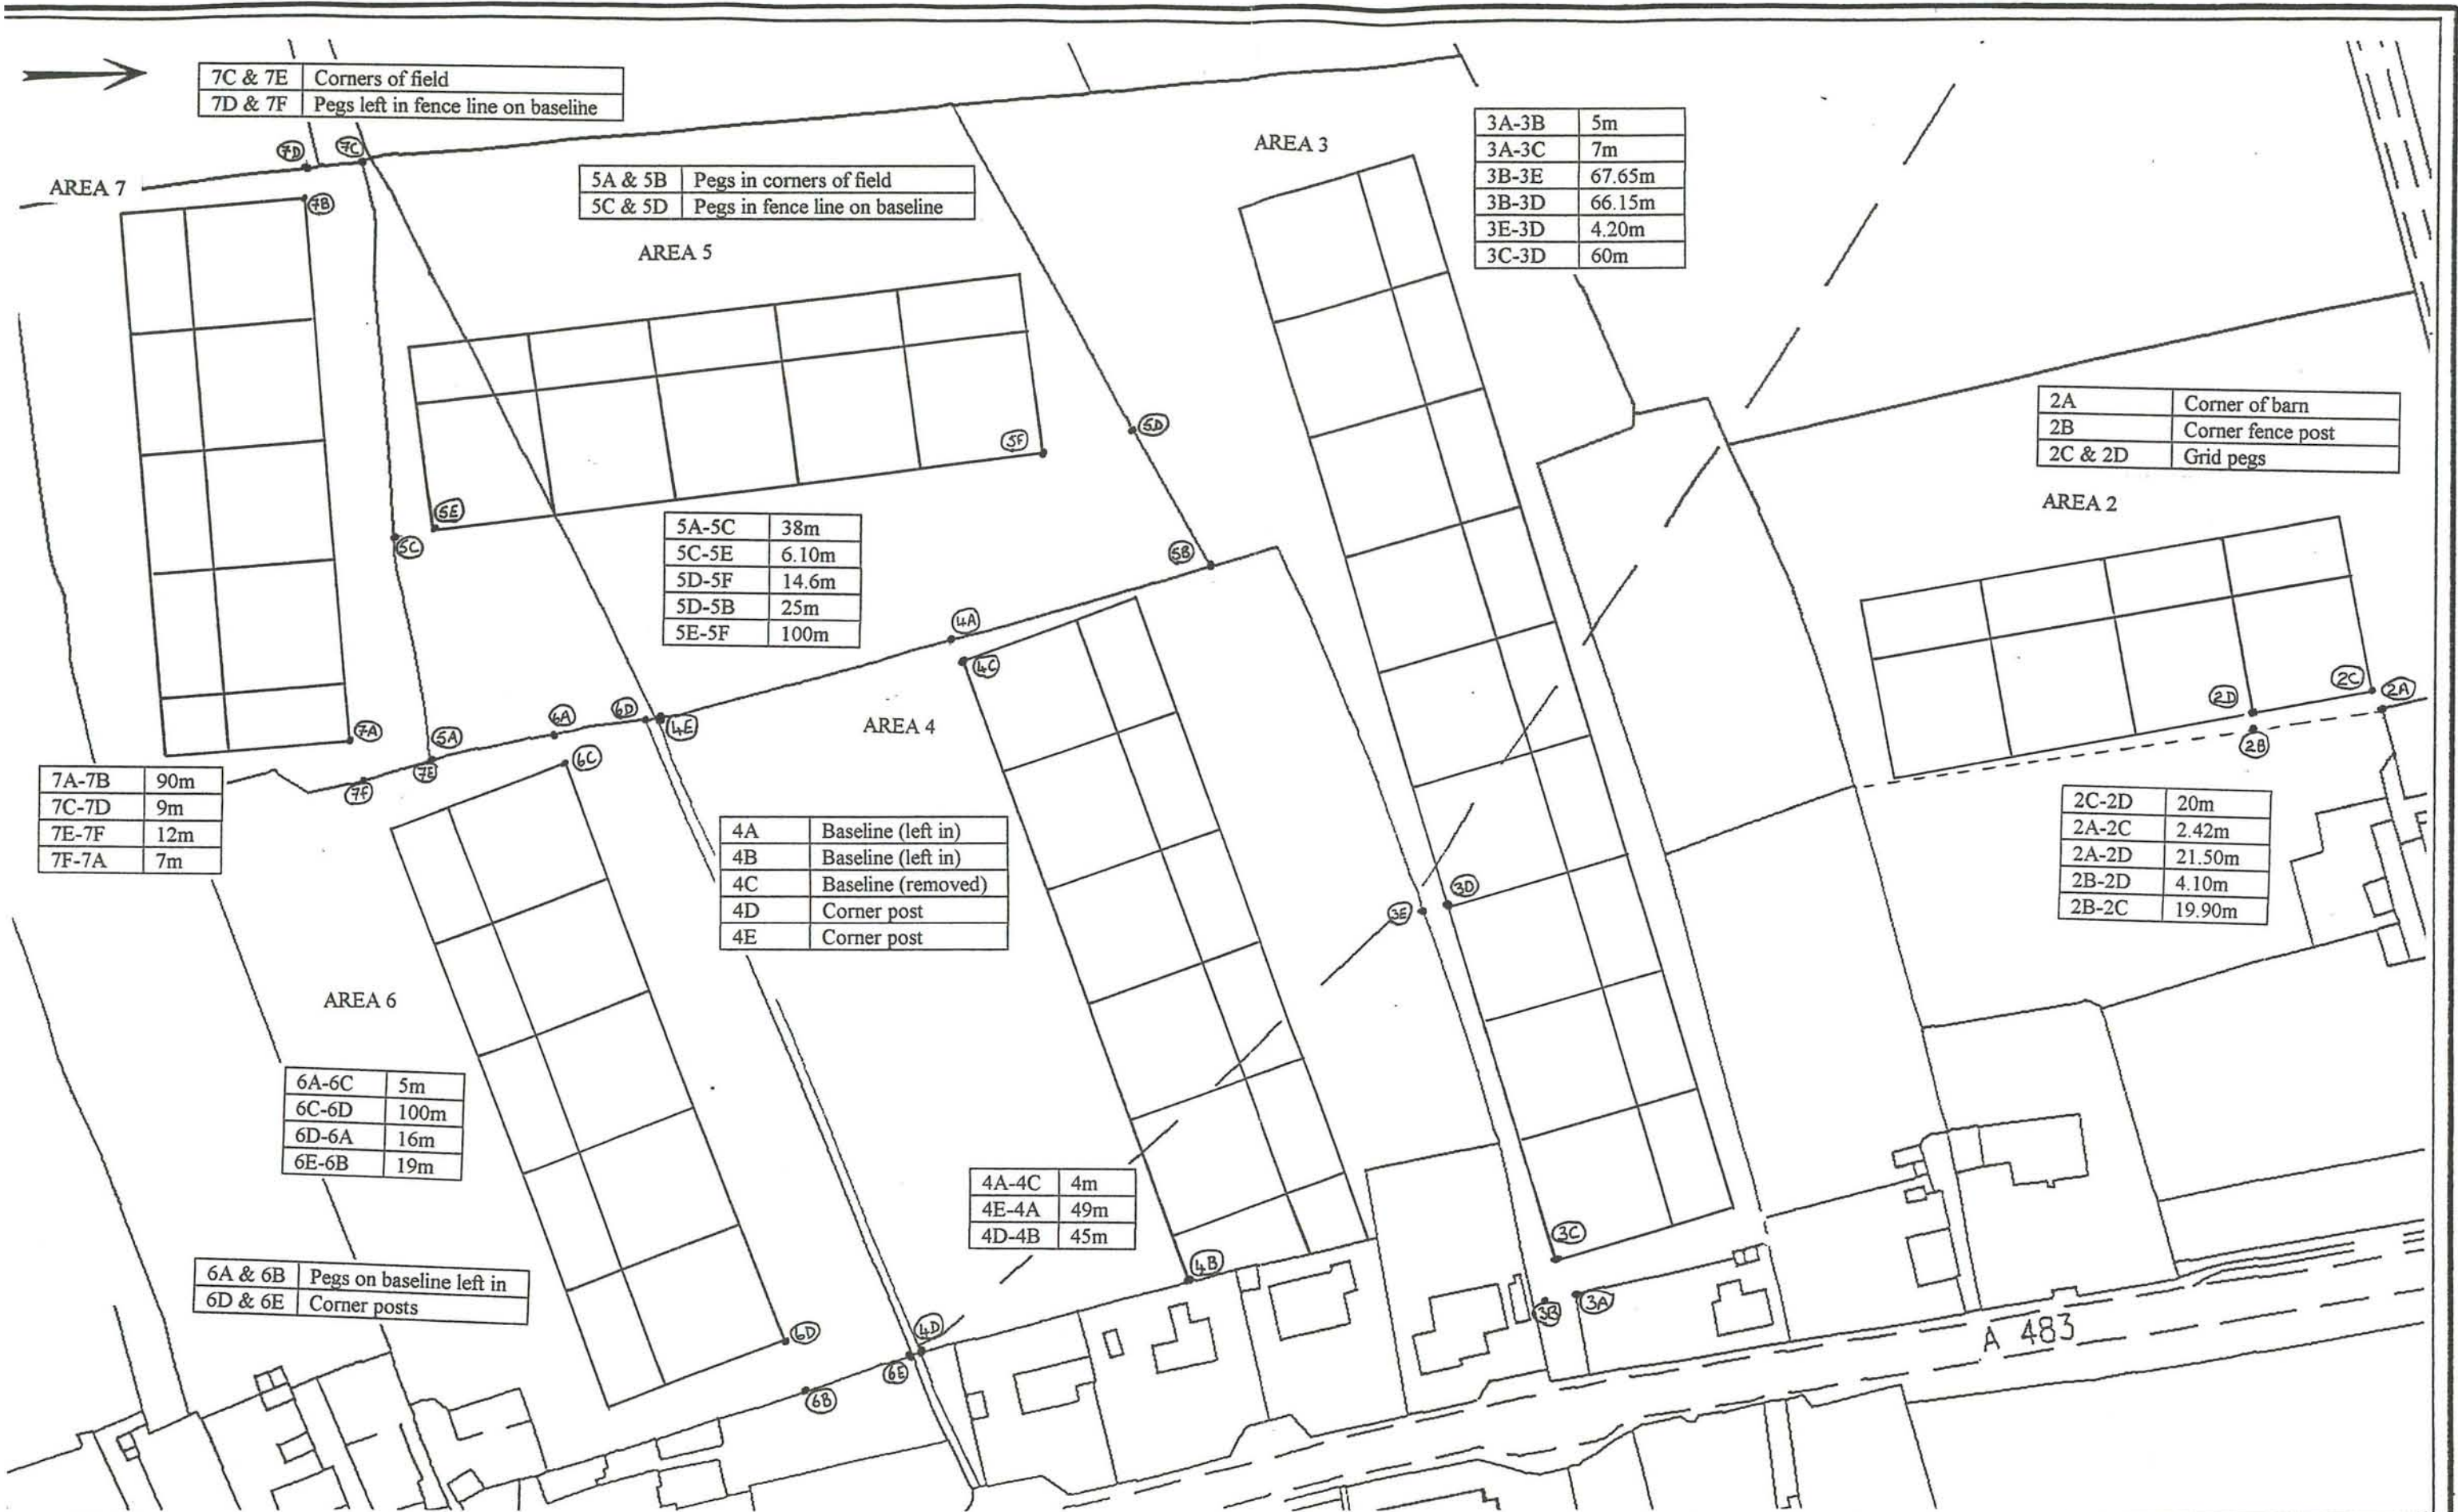 7C & 7E Corners of field
7D & 7F Pegs left in fence line on baseline
7D
7C
AREA 7
7B
5A & 5B Pegs in corners of field
5C & 5D Pegs in fence line on baseline
AREA 5
AREA 3
3A-3B 5m
3A-3C 7m
3B-3E 67.65m
3B-3D 66.15m
3E-3D 4.20m
3C-3D 60m
5D
5F
2A Corner of barn
2B Corner fence post
2C & 2D Grid pegs
AREA 2
5E
5C
5A-5C 38m
5C-5E 6.10m
5D-5F 14.6m
5D-5B 25m
5E-5F 100m
5B
4A
4C
2D
2C
2A
2B
7A
5A
7E
7F
6A
6D
4E
6C
AREA 4
7A-7B 90m
7C-7D 9m
7E-7F 12m
7F-7A 7m
4A Baseline (left in)
4B Baseline (left in)
4C Baseline (removed)
4D Corner post
4E Corner post
2C-2D 20m
2A-2C 2.42m
2A-2D 21.50m
2B-2D 4.10m
2B-2C 19.90m
3D
3E
AREA 6
6A-6C 5m
6C-6D 100m
6D-6A 16m
6E-6B 19m
4A-4C 4m
4E-4A 49m
4D-4B 45m
6A & 6B Pegs on baseline left in
6D & 6E Corner posts
3C
4B
3B
3A
6D
4D
6E
6B
A 483